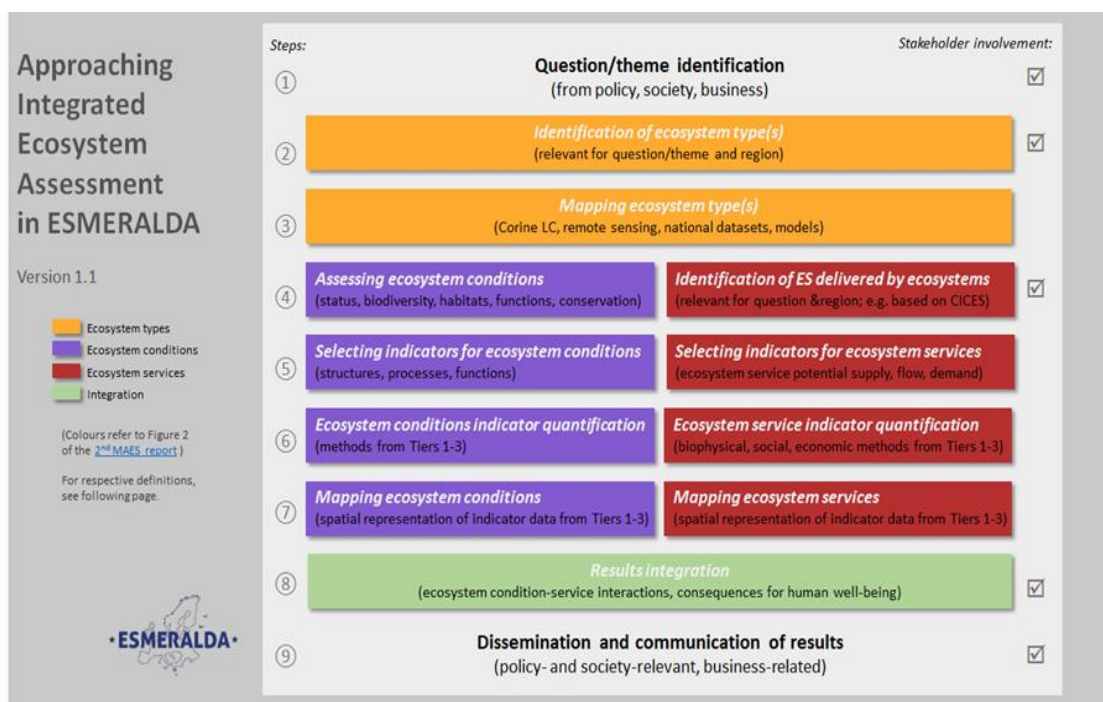 Approaching
Integrated
Ecosystem
Assessment
in ESMERALDA
Version 1.1
Ecosystem types
Ecosystem conditions
Ecosystem services
Integration
(Colours refer to Figure 2
of the 2nd MAES report )
For respective definitions,
see following page.
·ESMERALDA·
Steps:
Stakeholder involvement:
1
Question/theme identification
(from policy, society, business)
2
Identification of ecosystem type(s)
(relevant for question/theme and region)
3
Mapping ecosystem type(s)
(Corine LC, remote sensing, national datasets, models)
4
Assessing ecosystem conditions
(status, biodiversity, habitats, functions, conservation)
Identification of ES delivered by ecosystems
(relevant for question &region; e.g. based on CICES)
5
Selecting indicators for ecosystem conditions
(structures, processes, functions)
Selecting indicators for ecosystem services
(ecosystem service potential supply, flow, demand)
6
Ecosystem conditions indicator quantification
(methods from Tiers 1-3)
Ecosystem service indicator quantification
(biophysical, social, economic methods from Tiers 1-3)
7
Mapping ecosystem conditions
(spatial representation of indicator data from Tiers 1-3)
Mapping ecosystem services
(spatial representation of indicator data from Tiers 1-3)
8
Results integration
(ecosystem condition-service interactions, consequences for human well-being)
9
Dissemination and communication of results
(policy- and society-relevant, business-related)